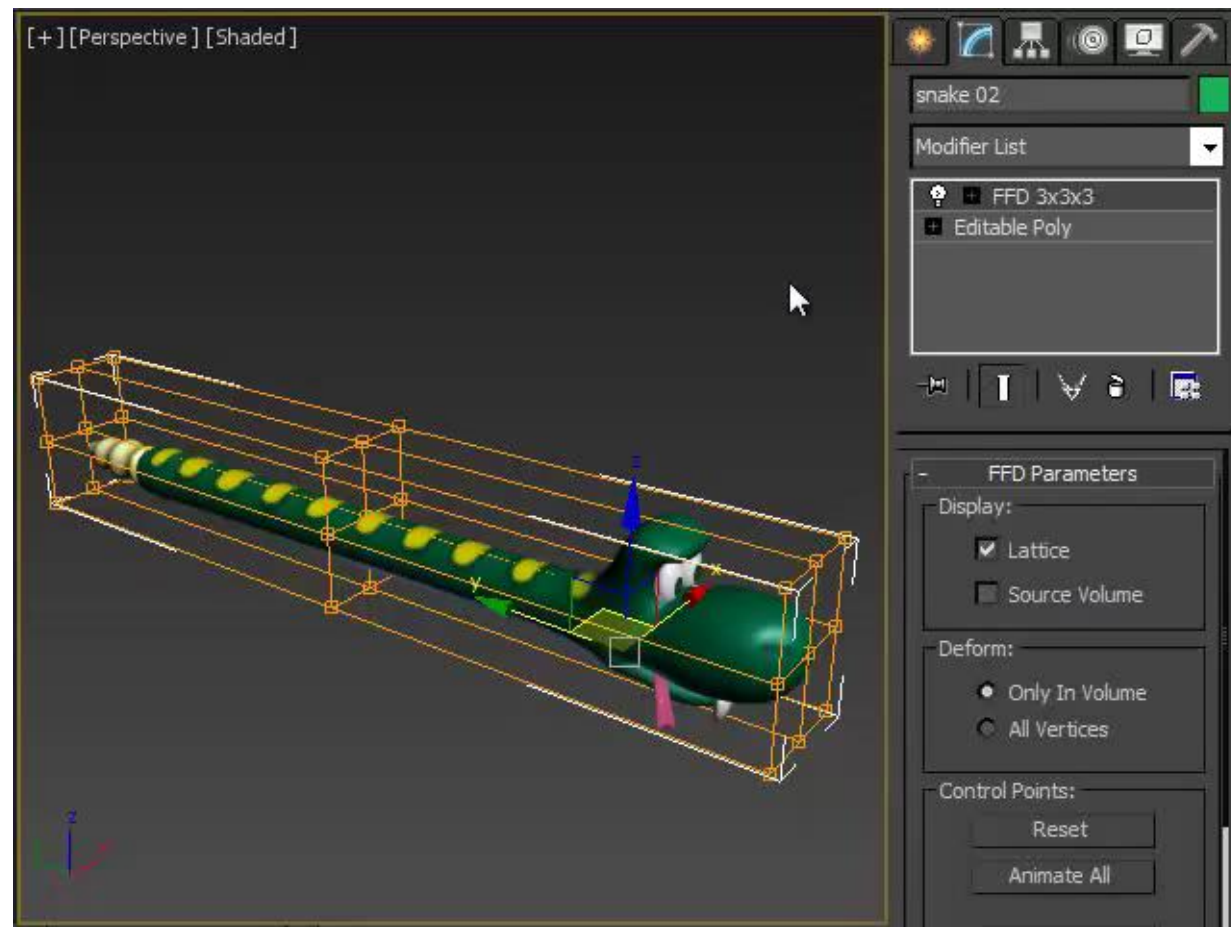 [+][Perspective][Shaded]
snake 02
Modifier List
FFD 3x3x3
Editable Poly
- FFD Parameters
Display:
Lattice
Source Volume
Deform:
Only In Volume
All Vertices
Control Points:
Reset
Animate All
z
x
y
z